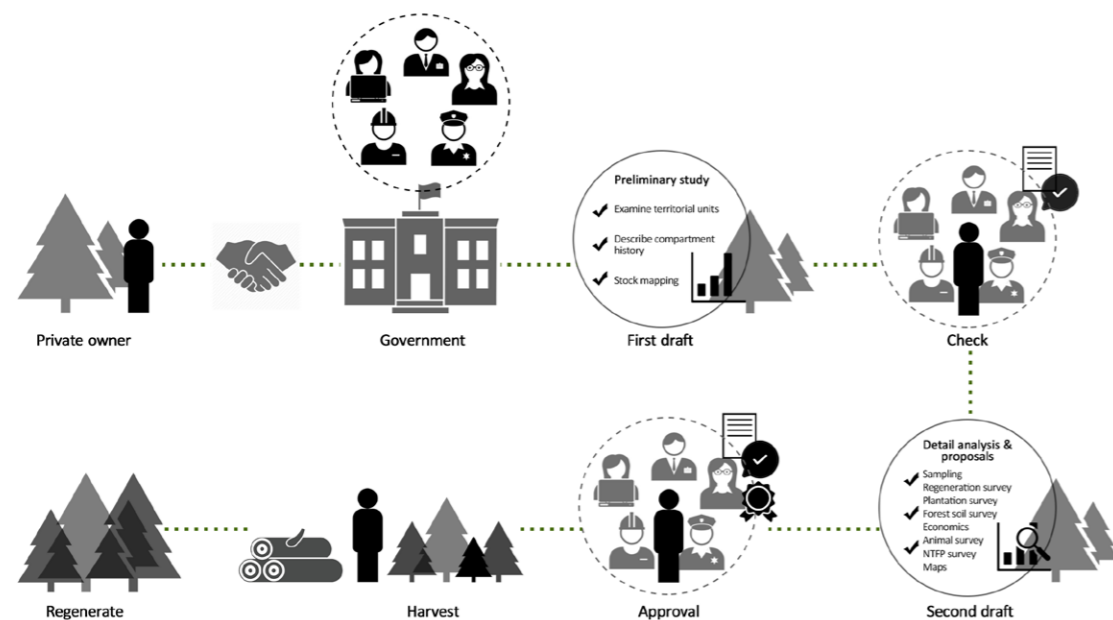 Preliminary study
Examine territorial units
Describe compartment
history
Stock mapping
Private owner
Government
First draft
Check
Detail analysis &
proposals
Sampling
Regeneration survey
Plantation survey
Forest soil survey
Economics
Animal survey
NTFP survey
Maps
Regenerate
Harvest
Approval
Second draft